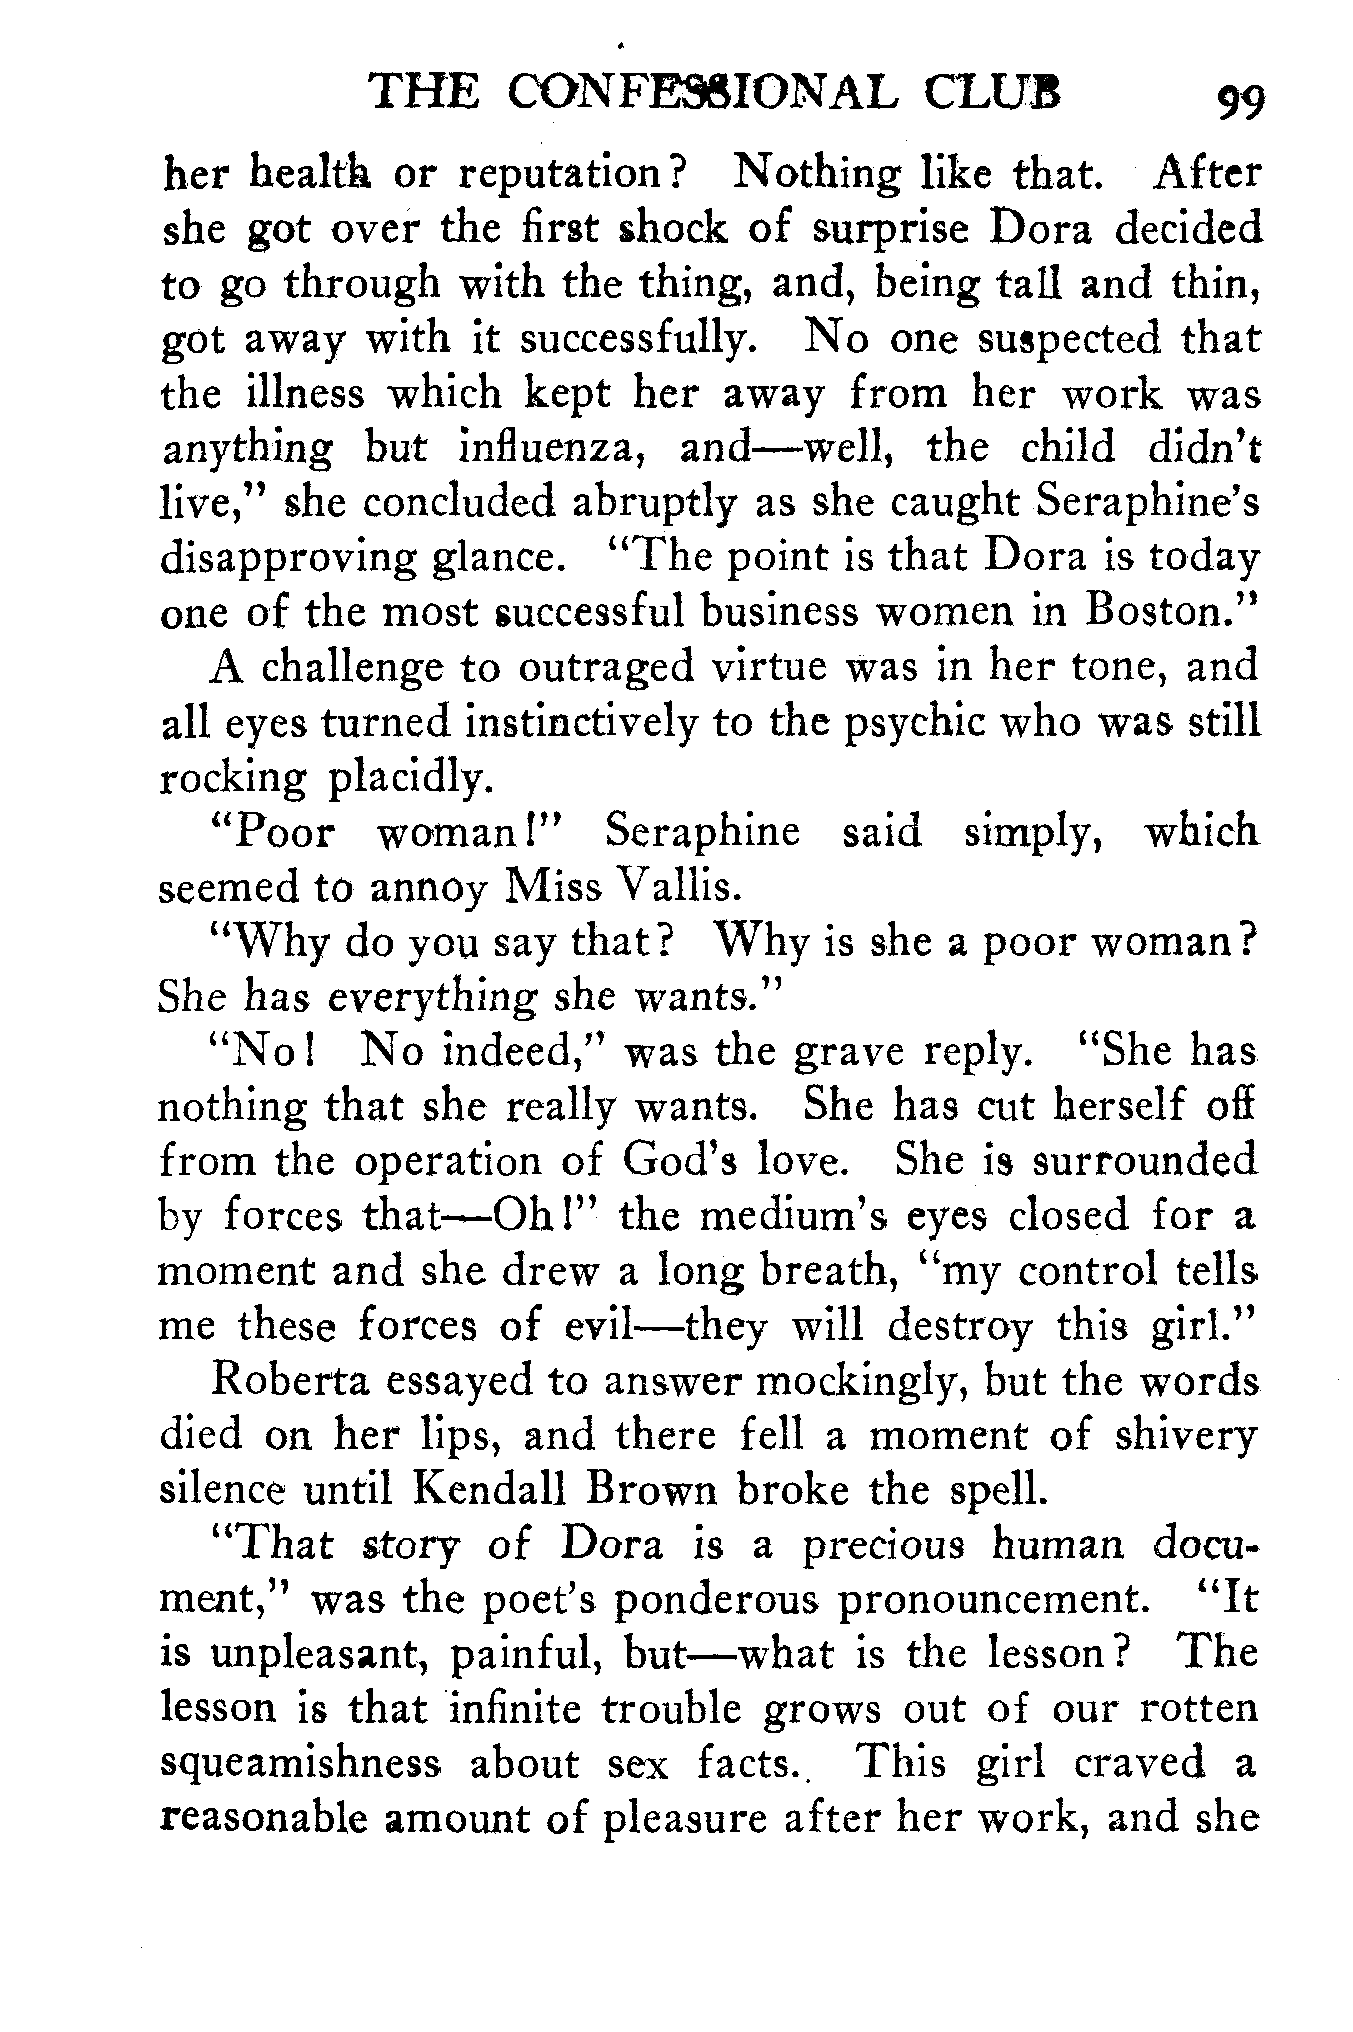 THE CONFESSIONAL CLUB 99
her health or reputation? Nothing like that. After
she got over the first shock of surprise Dora decided
to go through with the thing, and, being tall and thin,
got away with it successfully. No one suspected that
the illness which kept her away from her work was
anything but influenza, and—well, the child didn't
live," she concluded abruptly as she caught Seraphine's
disapproving glance. "The point is that Dora is today
one of the most successful business women in Boston."
A challenge to outraged virtue was in her tone, and
all eyes turned instinctively to the psychic who was still
rocking placidly.
"Poor woman!" Seraphine said simply, which
seemed to annoy Miss Vallis.
"Why do you say that? Why is she a poor woman?
She has everything she wants."
"No! No indeed," was the grave reply. "She has
nothing that she really wants. She has cut herself off
from the operation of God's love. She is surrounded
by forces that—Oh!" the medium's eyes closed for a
moment and she drew a long breath, "my control tells
me these forces of evil—they will destroy this girl."
Roberta essayed to answer mockingly, but the words
died on her lips, and there fell a moment of shivery
silence until Kendall Brown broke the spell.
"That story of Dora is a precious human docu-
ment," was the poet's ponderous pronouncement. "It
is unpleasant, painful, but—what is the lesson? The
lesson is that infinite trouble grows out of our rotten
squeamishness about sex facts. This girl craved a
reasonable amount of pleasure after her work, and she